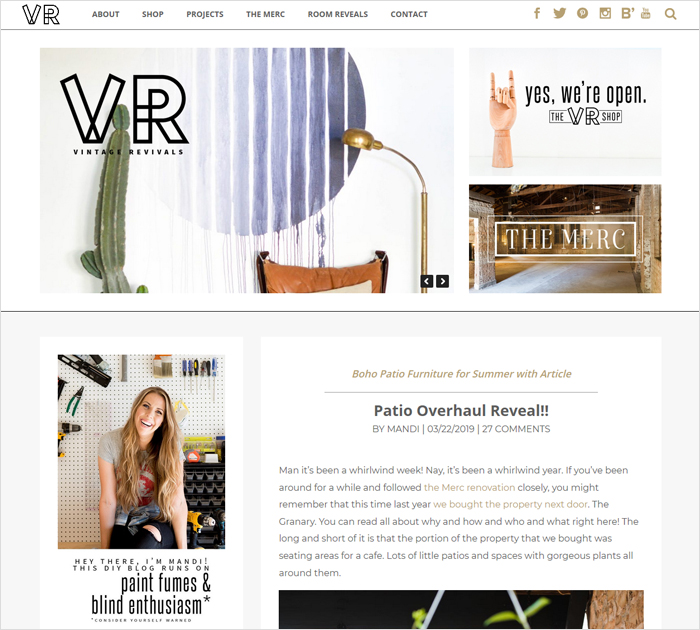 VR
ABOUT SHOP PROJECTS THE MERC ROOM REVEALS CONTACT
VR
VINTAGE REVIVALS
yes, we're open.
THE VR SHOP
THE MERC
HEY THERE, I'M MANDI!
THIS DIY BLOG RUNS ON
paint fumes &
blind enthusiasm*
*CONSIDER YOURSELF WARNED
Boho Patio Furniture for Summer with Article
Patio Overhaul Reveal!!
BY MANDI | 03/22/2019 | 27 COMMENTS
Man it's been a whirlwind week! Nay, it's been a whirlwind year. If you've been
around for a while and followed the Merc renovation closely, you might
remember that this time last year we bought the property next door. The
Granary. You can read all about why and how and who and what right here! The
long and short of it is that the portion of the property that we bought was
seating areas for a cafe. Lots of little patios and spaces with gorgeous plants all
around them.